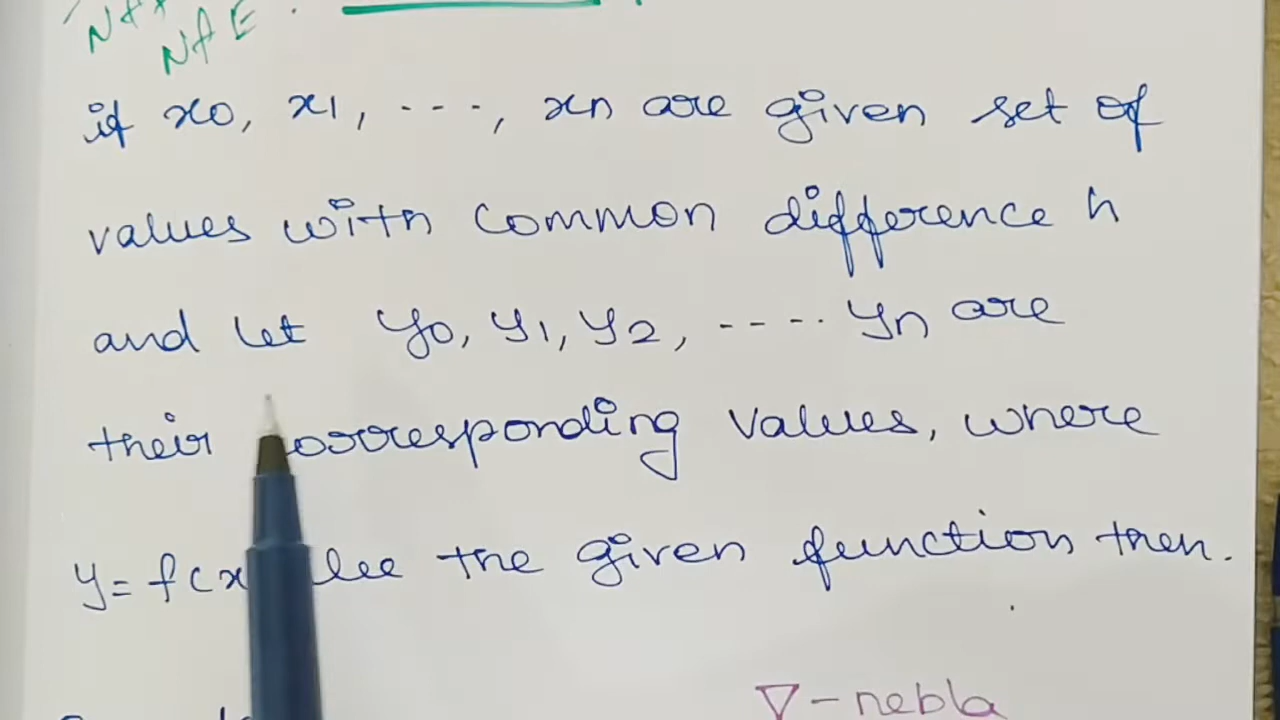 NAE.
if x0, x1, ---, xn are given set of
values with common difference h
and let y0, y1, y2, ---- yn are
their corresponding values, where
y = f(x be the given function then.
∇ - nebla